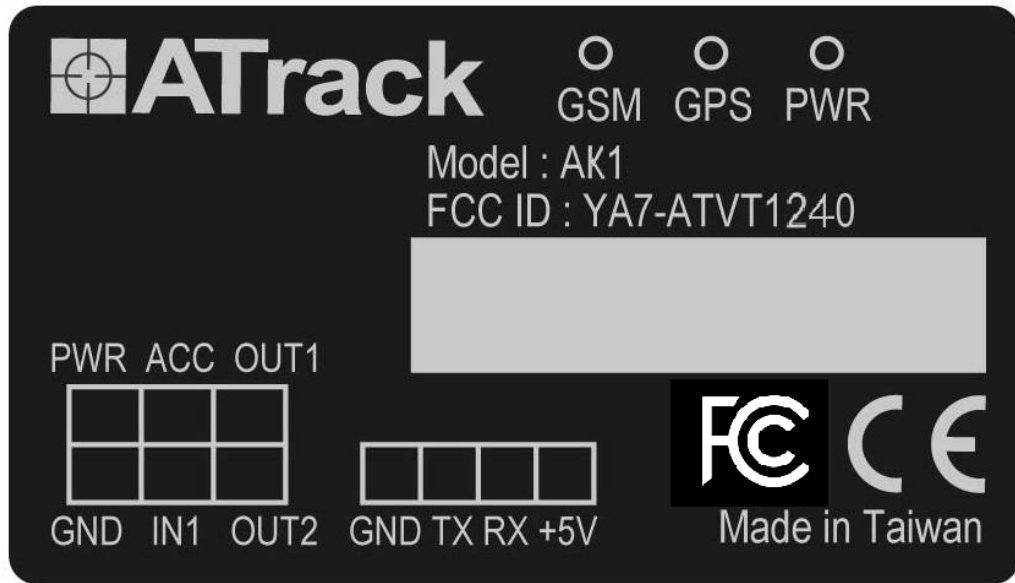 ATrack
GSM GPS PWR
Model : AK1
FCC ID : YA7-ATVT1240
PWR ACC OUT1
GND IN1 OUT2
GND TX RX +5V
FC CE
Made in Taiwan